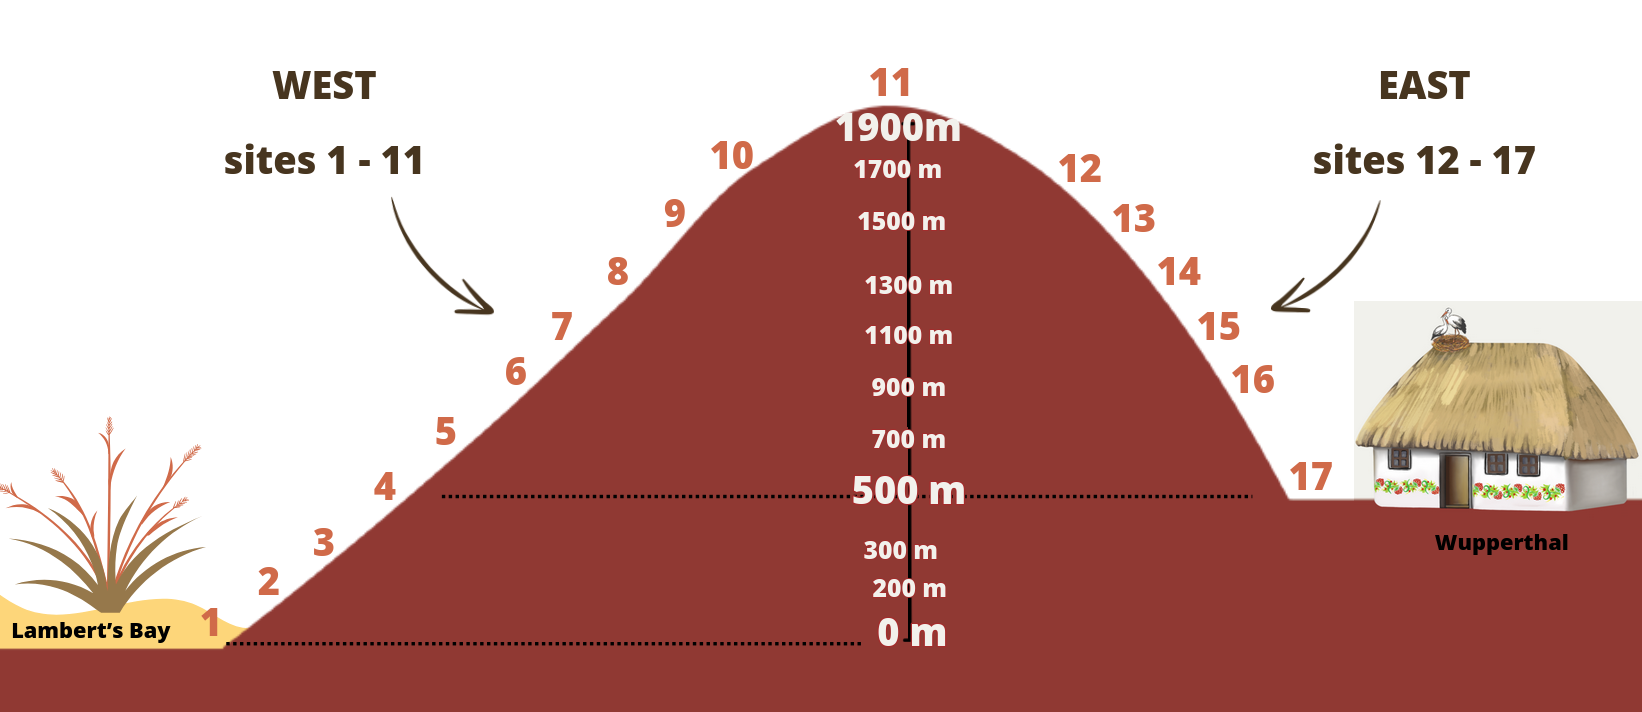 WEST
sites 1 - 11
EAST
sites 12 - 17
11
10
9
8
7
6
5
4
3
2
1
12
13
14
15
16
17
1900m
1700 m
1500 m
1300 m
1100 m
900 m
700 m
500 m
300 m
200 m
0 m
Lambert’s Bay
Wupperthal